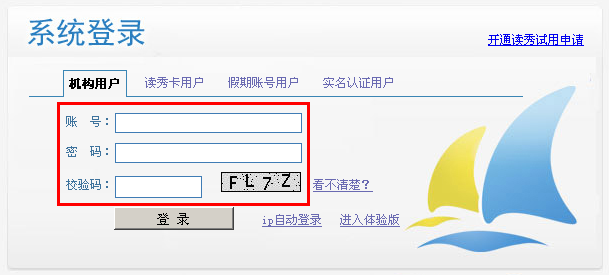 系统登录
开通读秀试用申请
机构用户 读秀卡用户 假期账号用户 实名认证用户
账 号：
密 码：
校验码： FL7Z 看不清楚？
登 录 ip自动登录 进入体验版